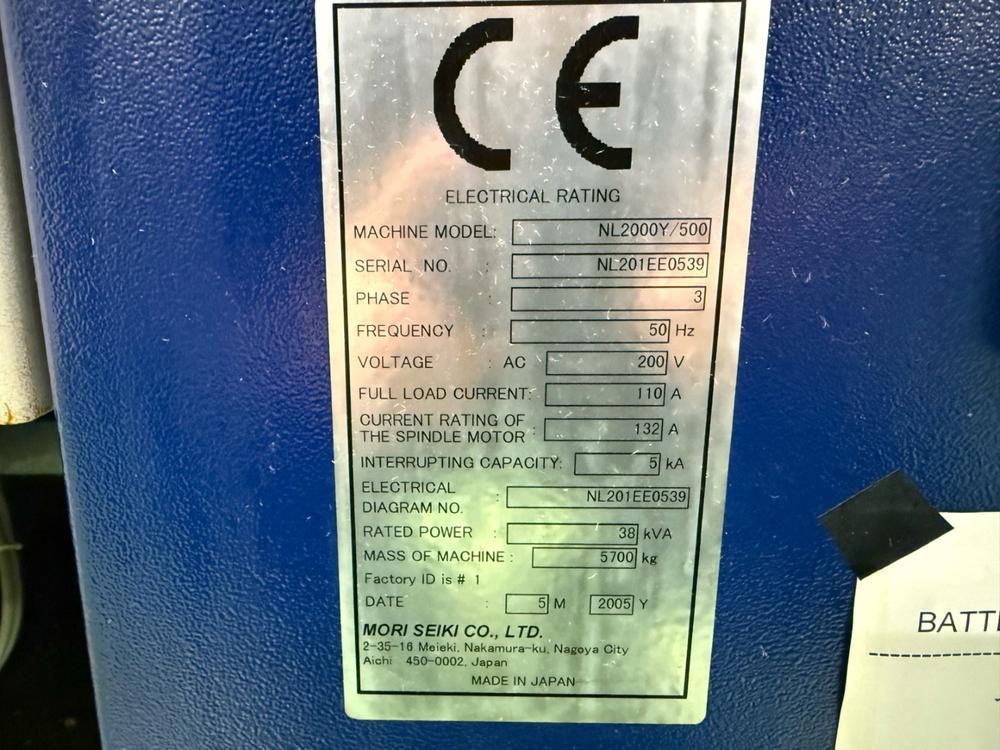 CE
ELECTRICAL RATING
MACHINE MODEL: NL2000Y/500
SERIAL NO. : NL201EE0539
PHASE : 3
FREQUENCY : 50 Hz
VOLTAGE : AC 200 V
FULL LOAD CURRENT: 110 A
CURRENT RATING OF
THE SPINDLE MOTOR : 132 A
INTERRUPTING CAPACITY: 5 kA
ELECTRICAL
DIAGRAM NO. : NL201EE0539
RATED POWER : 38 kVA
MASS OF MACHINE : 5700 kg
Factory ID is # 1
DATE : 5 M 2005 Y
MORI SEIKI CO., LTD.
2-35-16 Meieki, Nakamura-ku, Nagoya City
Aichi 450-0002, Japan
MADE IN JAPAN